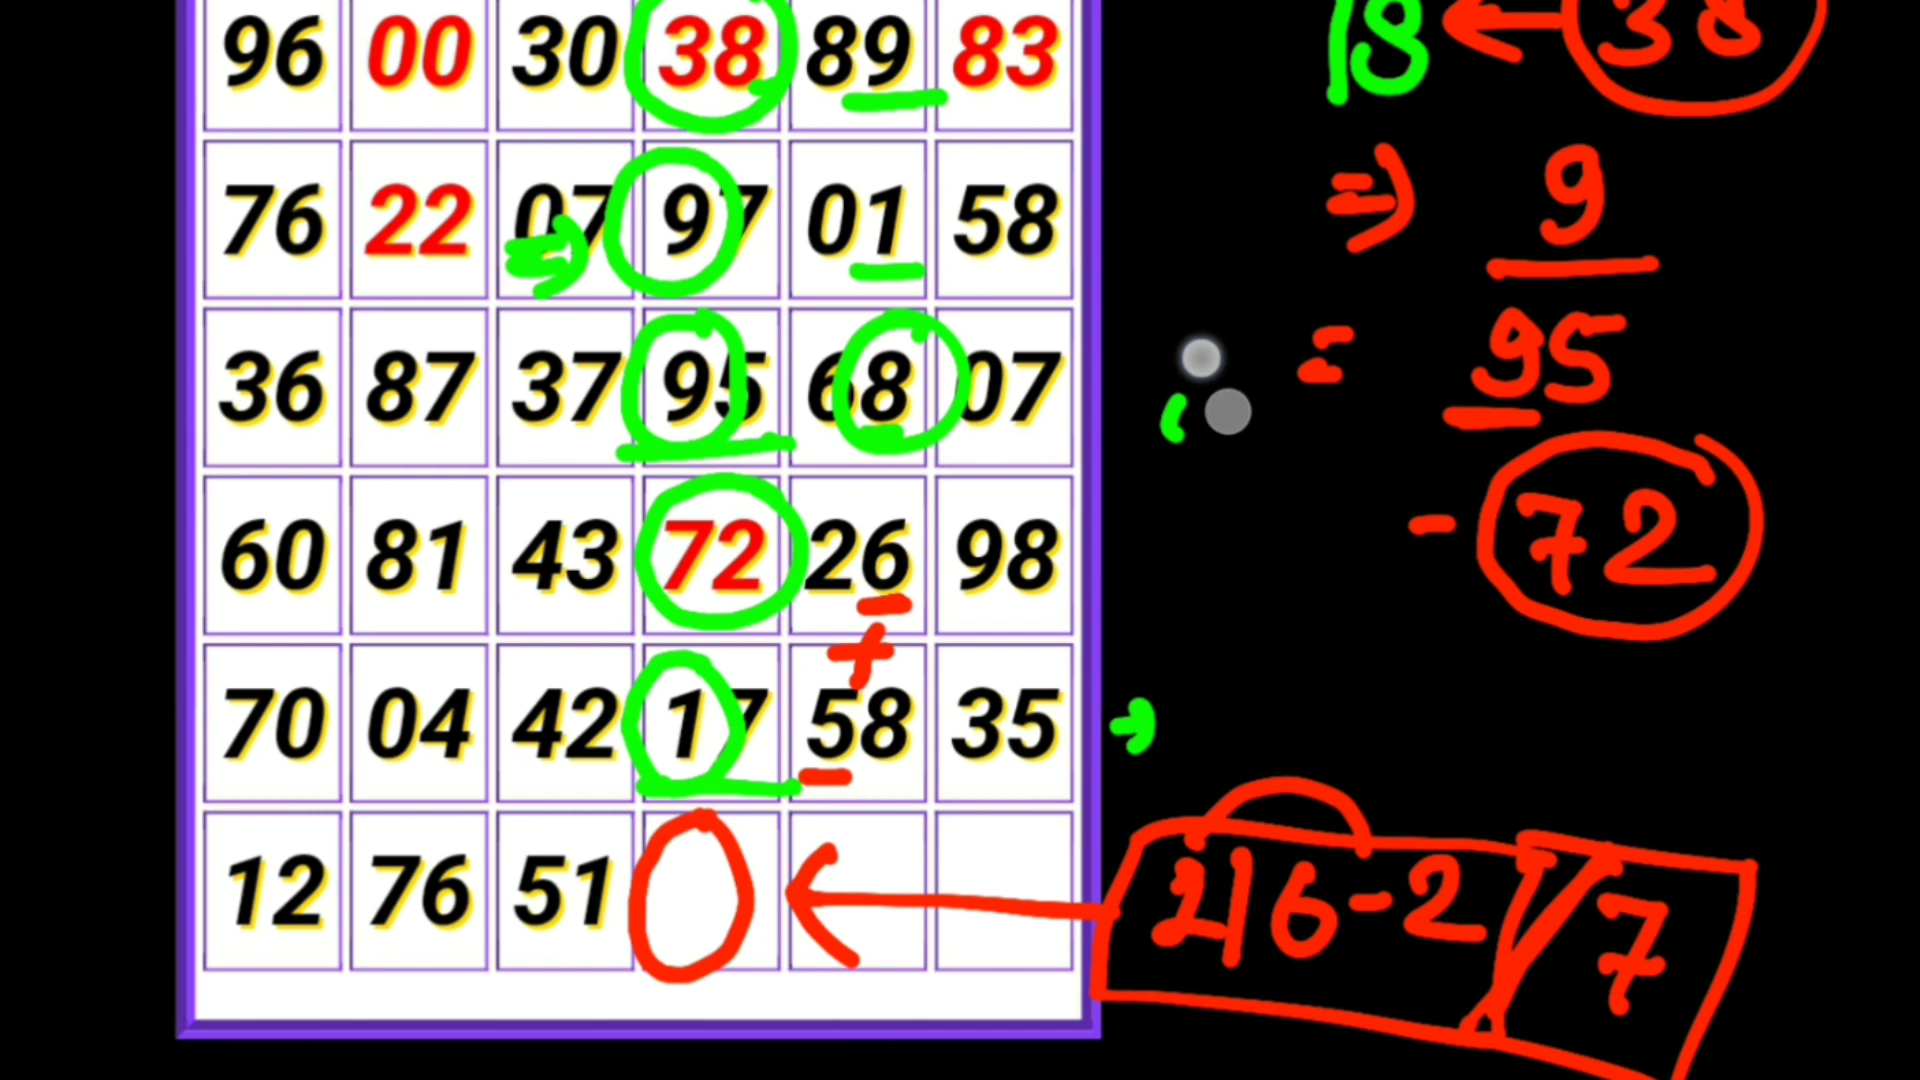 96 00 30 38 89 83
18 ← 38
76 22 07 97 01 58
⇒ 9
36 87 37 95 68 07
= 95
60 81 43 72 26 98
- 72
+
70 04 42 17 58 35
12 76 51
216-2 // 7